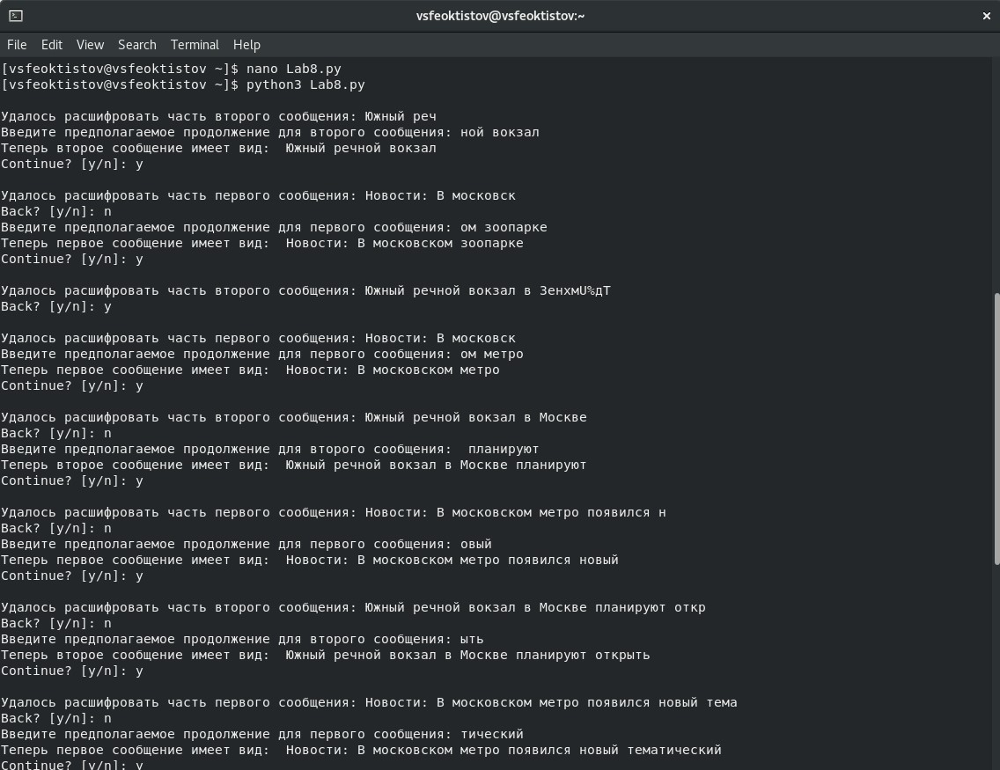 vsfeoktistov@vsfeoktistov:~
File Edit View Search Terminal Help
[vsfeoktistov@vsfeoktistov ~]$ nano Lab8.py
[vsfeoktistov@vsfeoktistov ~]$ python3 Lab8.py
Удалось расшифровать часть второго сообщения: Южный реч
Введите предполагаемое продолжение для второго сообщения: ной вокзал
Теперь второе сообщение имеет вид:  Южный речной вокзал
Continue? [y/n]: y
Удалось расшифровать часть первого сообщения: Новости: В московск
Back? [y/n]: n
Введите предполагаемое продолжение для первого сообщения: ом зоопарке
Теперь первое сообщение имеет вид:  Новости: В московском зоопарке
Continue? [y/n]: y
Удалось расшифровать часть второго сообщения: Южный речной вокзал в ЗенхмU%дТ
Back? [y/n]: y
Удалось расшифровать часть первого сообщения: Новости: В московск
Введите предполагаемое продолжение для первого сообщения: ом метро
Теперь первое сообщение имеет вид:  Новости: В московском метро
Continue? [y/n]: y
Удалось расшифровать часть второго сообщения: Южный речной вокзал в Москве
Back? [y/n]: n
Введите предполагаемое продолжение для второго сообщения:  планируют
Теперь второе сообщение имеет вид:  Южный речной вокзал в Москве планируют
Continue? [y/n]: y
Удалось расшифровать часть первого сообщения: Новости: В московском метро появился н
Back? [y/n]: n
Введите предполагаемое продолжение для первого сообщения: овый
Теперь первое сообщение имеет вид:  Новости: В московском метро появился новый
Continue? [y/n]: y
Удалось расшифровать часть второго сообщения: Южный речной вокзал в Москве планируют откр
Back? [y/n]: n
Введите предполагаемое продолжение для второго сообщения: ыть
Теперь второе сообщение имеет вид:  Южный речной вокзал в Москве планируют открыть
Continue? [y/n]: y
Удалось расшифровать часть первого сообщения: Новости: В московском метро появился новый тема
Back? [y/n]: n
Введите предполагаемое продолжение для первого сообщения: тический
Теперь первое сообщение имеет вид:  Новости: В московском метро появился новый тематический
Continue? [y/n]: y